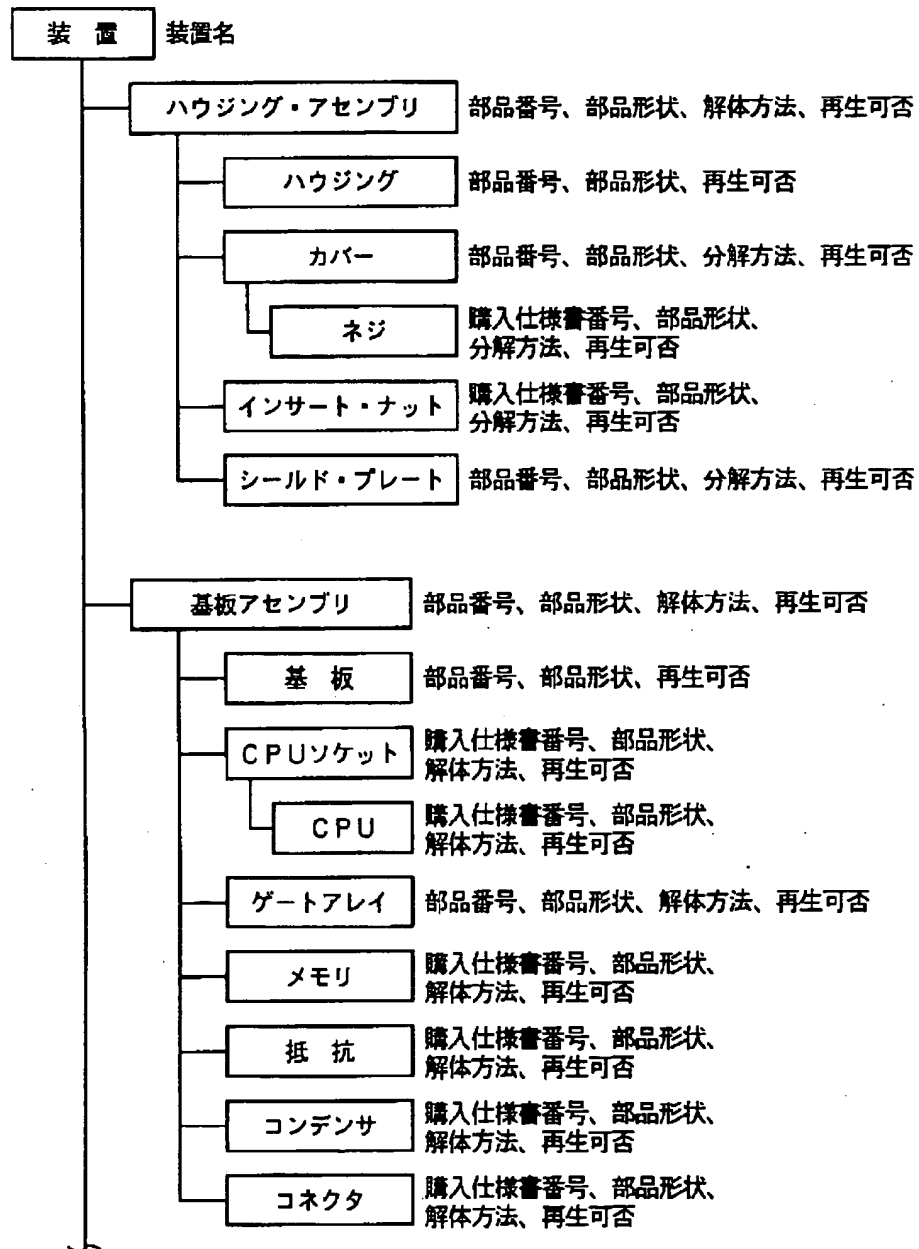 装置 装置名
ハウジング・アセンブリ 部品番号、部品形状、解体方法、再生可否
ハウジング 部品番号、部品形状、再生可否
カバー 部品番号、部品形状、分解方法、再生可否
ネジ 購入仕様書番号、部品形状、
分解方法、再生可否
インサート・ナット 購入仕様書番号、部品形状、
分解方法、再生可否
シールド・プレート 部品番号、部品形状、分解方法、再生可否
基板アセンブリ 部品番号、部品形状、解体方法、再生可否
基板 部品番号、部品形状、再生可否
CPUソケット 購入仕様書番号、部品形状、
解体方法、再生可否
CPU 購入仕様書番号、部品形状、
解体方法、再生可否
ゲートアレイ 部品番号、部品形状、解体方法、再生可否
メモリ 購入仕様書番号、部品形状、
解体方法、再生可否
抵抗 購入仕様書番号、部品形状、
解体方法、再生可否
コンデンサ 購入仕様書番号、部品形状、
解体方法、再生可否
コネクタ 購入仕様書番号、部品形状、
解体方法、再生可否